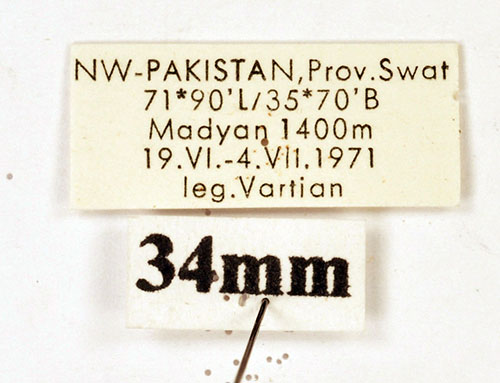 NW-PAKISTAN,Prov.Swat
71*90'L/35*70'B
Madyan 1400m
19.VI.-4.VII.1971
leg.Vartian
34mm